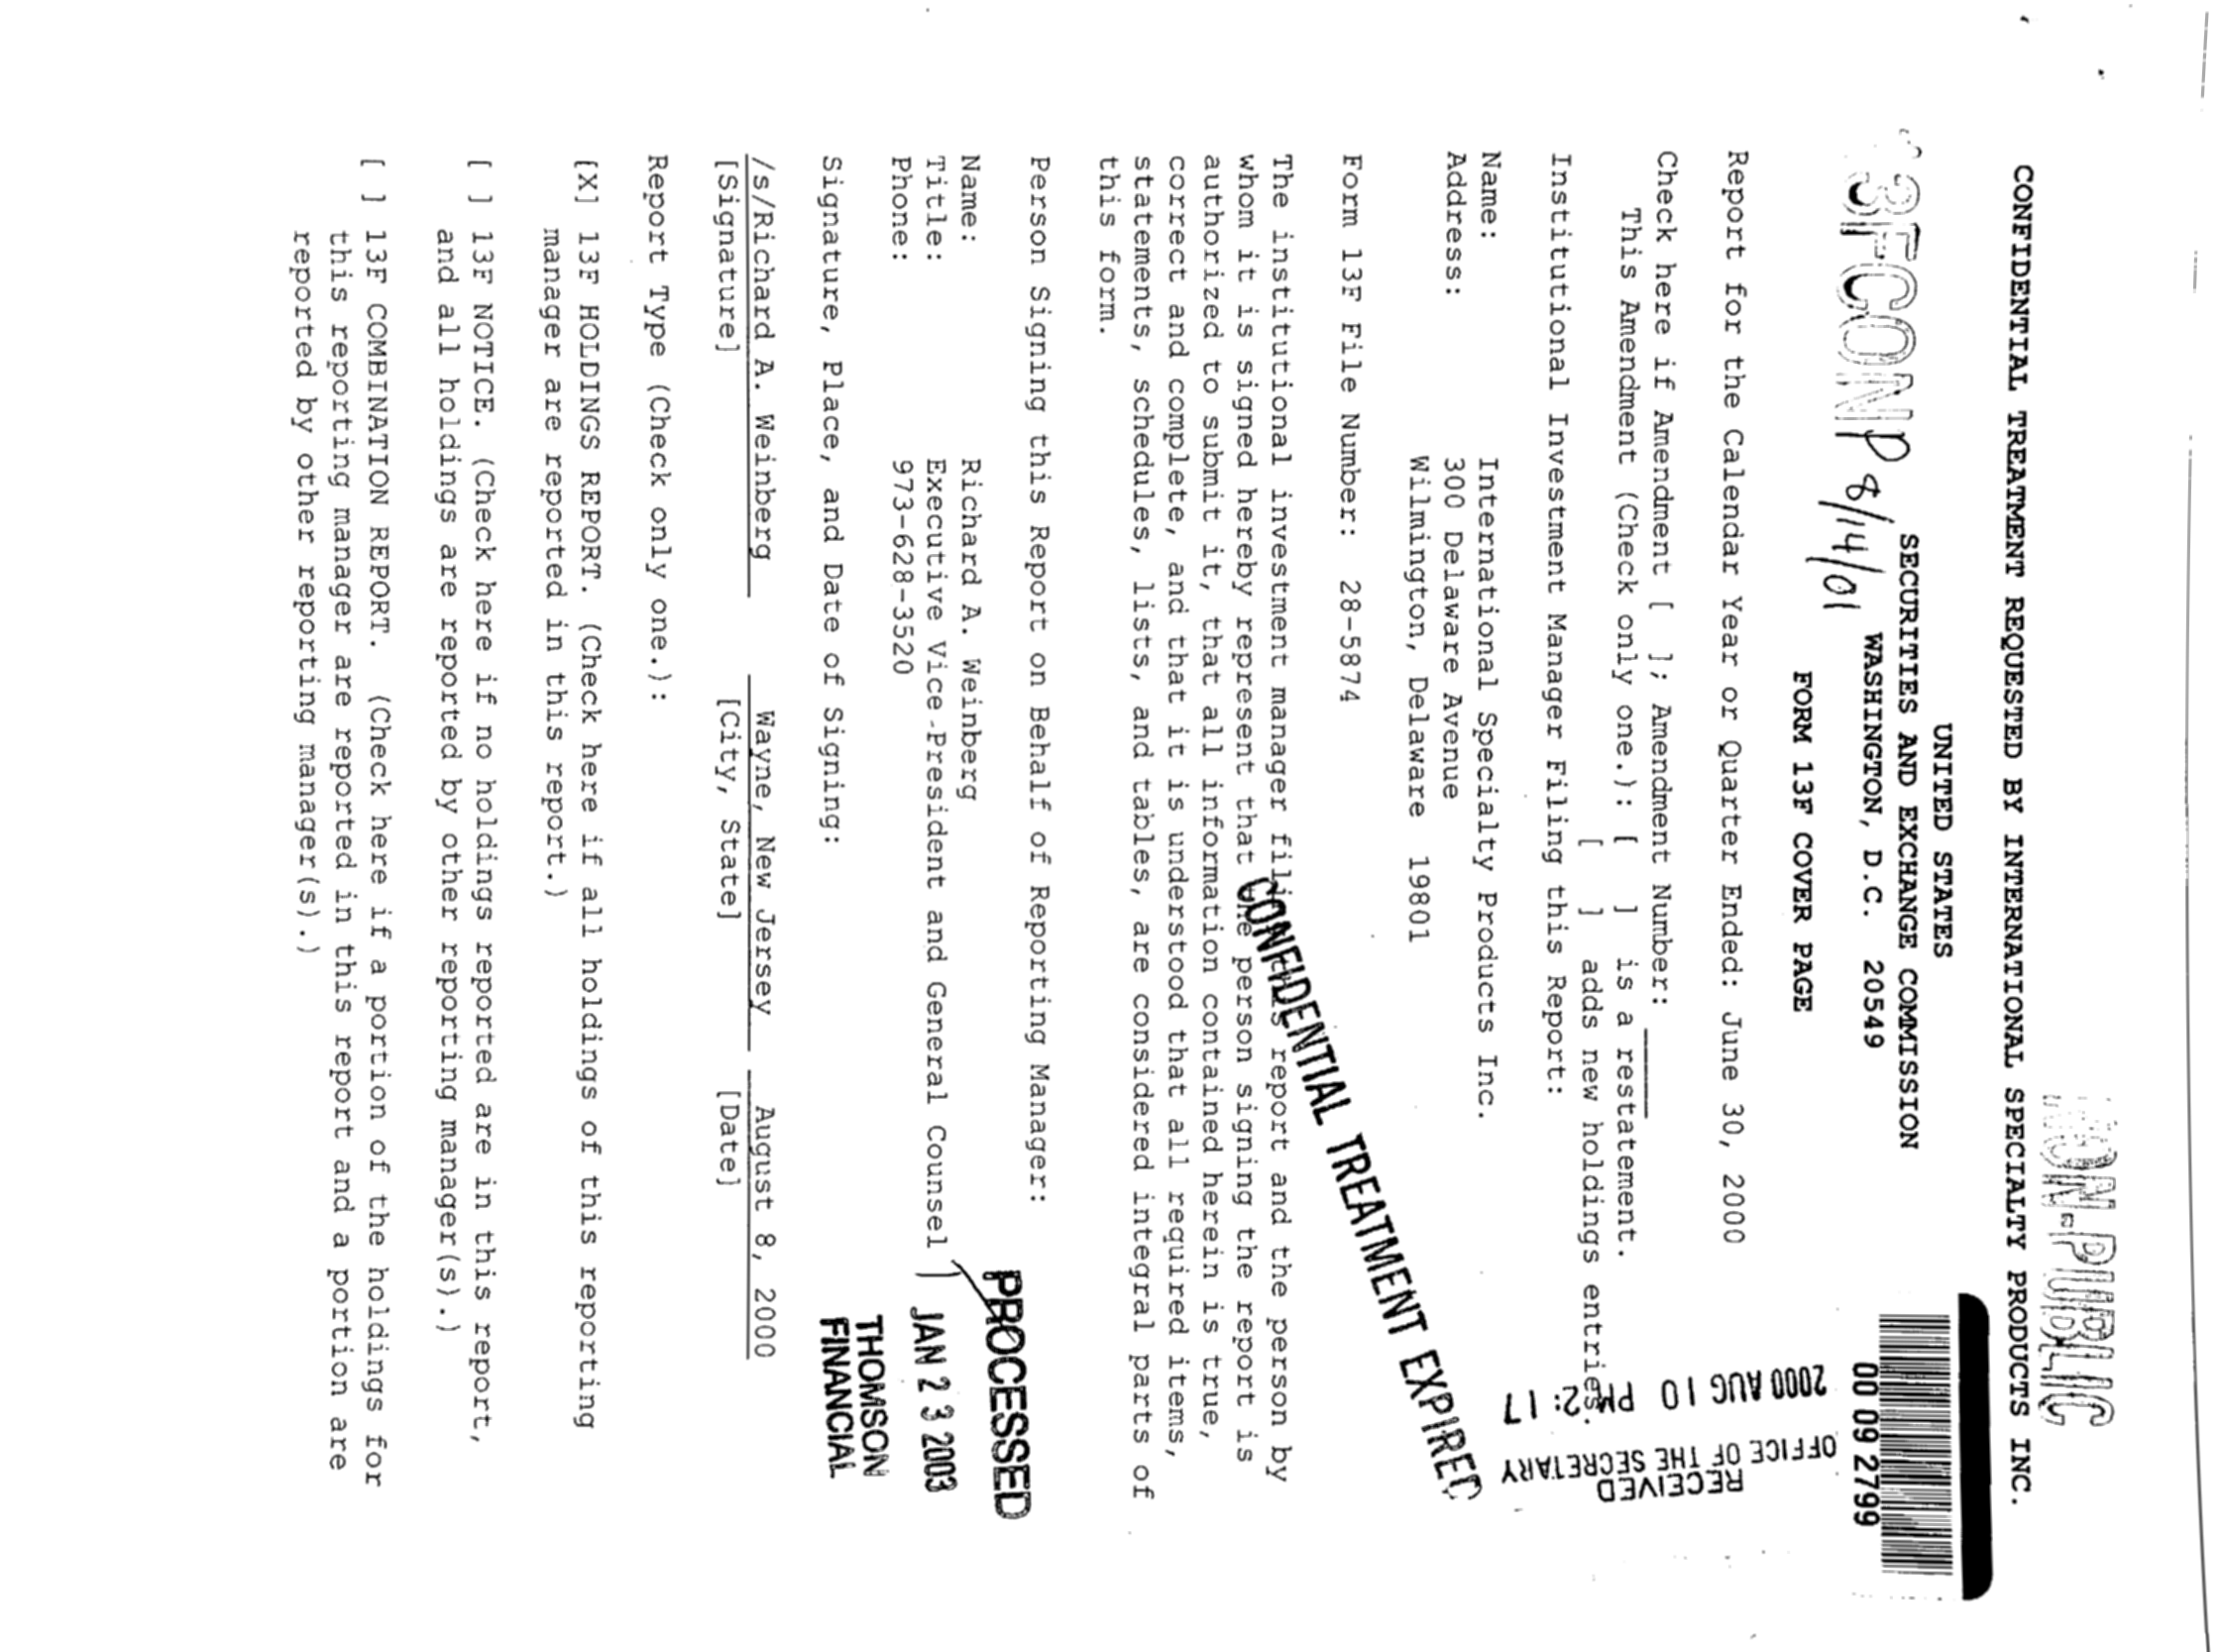 NON-PUBLIC
CONFIDENTIAL TREATMENT REQUESTED BY INTERNATIONAL SPECIALTY PRODUCTS INC.
UNITED STATES
SECURITIES AND EXCHANGE COMMISSION
WASHINGTON, D.C. 20549
00 09 2799
8/14/01
FORM 13F COVER PAGE
Report for the Calendar Year or Quarter Ended: June 30, 2000
RECEIVED
OFFICE OF THE SECRETARY
2000 AUG 10 PM 2:17
Check here if Amendment [ ]; Amendment Number: ____
This Amendment (Check only one.): [ ] is a restatement.
[ ] adds new holdings entries.
Institutional Investment Manager Filing this Report:
Name: International Specialty Products Inc.
Address: 300 Delaware Avenue
Wilmington, Delaware 19801
Form 13F File Number: 28-5874
CONFIDENTIAL TREATMENT EXPIRED
The institutional investment manager filing this report and the person by
whom it is signed hereby represent that the person signing the report is
authorized to submit it, that all information contained herein is true,
correct and complete, and that it is understood that all required items,
statements, schedules, lists, and tables, are considered integral parts of
this form.
Person Signing this Report on Behalf of Reporting Manager:
Name: Richard A. Weinberg
Title: Executive Vice-President and General Counsel
Phone: 973-628-3520
PROCESSED
JAN 23 2003
THOMSON
FINANCIAL
Signature, Place, and Date of Signing:
/s/Richard A. Weinberg Wayne, New Jersey August 8, 2000
[Signature] [City, State] [Date]
Report Type (Check only one.):
[X] 13F HOLDINGS REPORT. (Check here if all holdings of this reporting
manager are reported in this report.)
[ ] 13F NOTICE. (Check here if no holdings reported are in this report,
and all holdings are reported by other reporting manager(s).)
[ ] 13F COMBINATION REPORT. (Check here if a portion of the holdings for
this reporting manager are reported in this report and a portion are
reported by other reporting manager(s).)